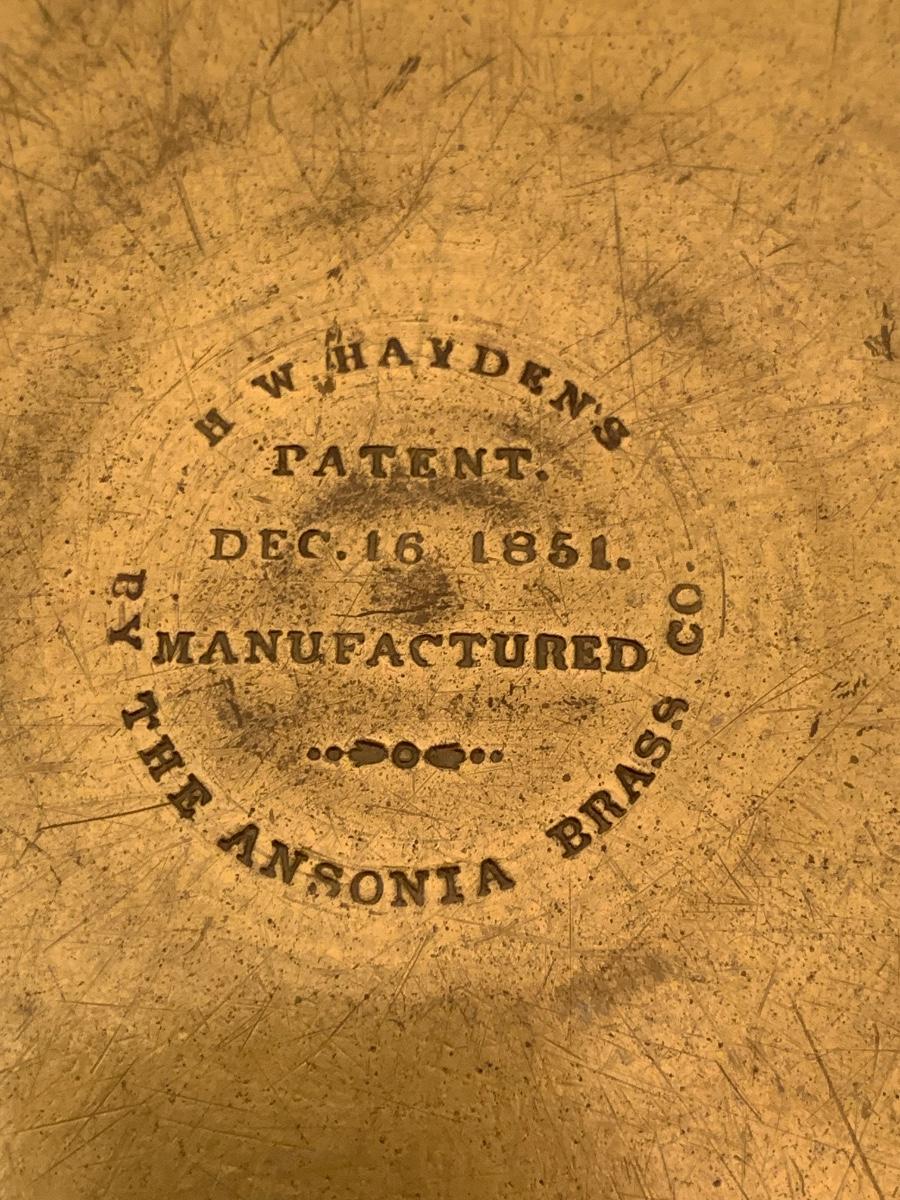 H W HAYDEN'S
PATENT.
DEC. 16 1851.
MANUFACTURED
BY THE ANSONIA BRASS CO.